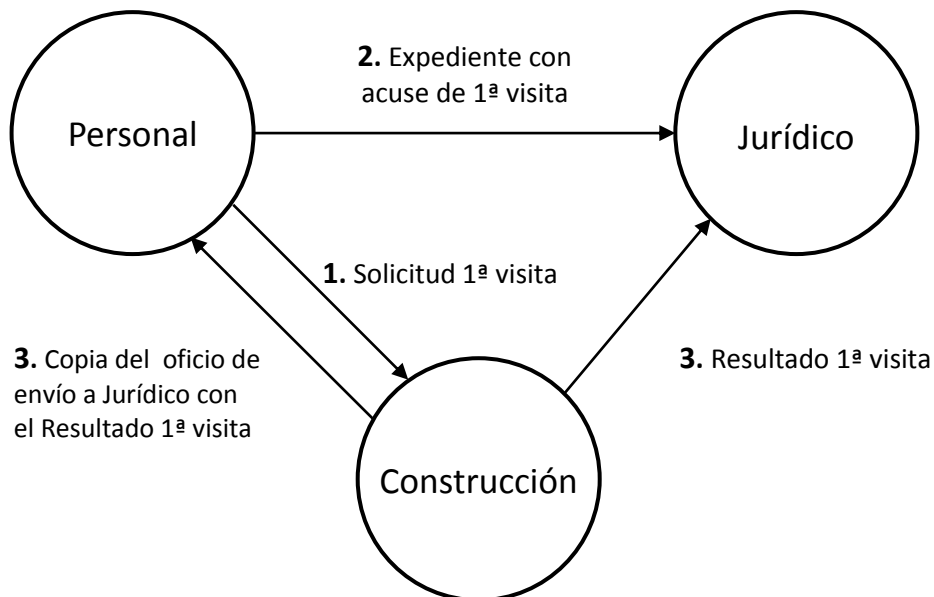 2. Expediente con
acuse de 1ª visita
Personal
Jurídico
1. Solicitud 1ª visita
3. Copia del oficio de
envío a Jurídico con
el Resultado 1ª visita
3. Resultado 1ª visita
Construcción